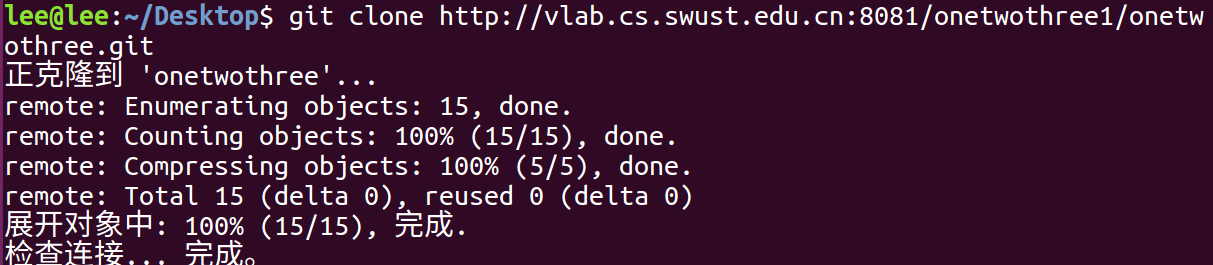 lee@lee:~/Desktop$ git clone http://vlab.cs.swust.edu.cn:8081/onetwothree1/onetw
othree.git
正克隆到 'onetwothree'...
remote: Enumerating objects: 15, done.
remote: Counting objects: 100% (15/15), done.
remote: Compressing objects: 100% (5/5), done.
remote: Total 15 (delta 0), reused 0 (delta 0)
展开对象中: 100% (15/15), 完成.
检查连接... 完成。